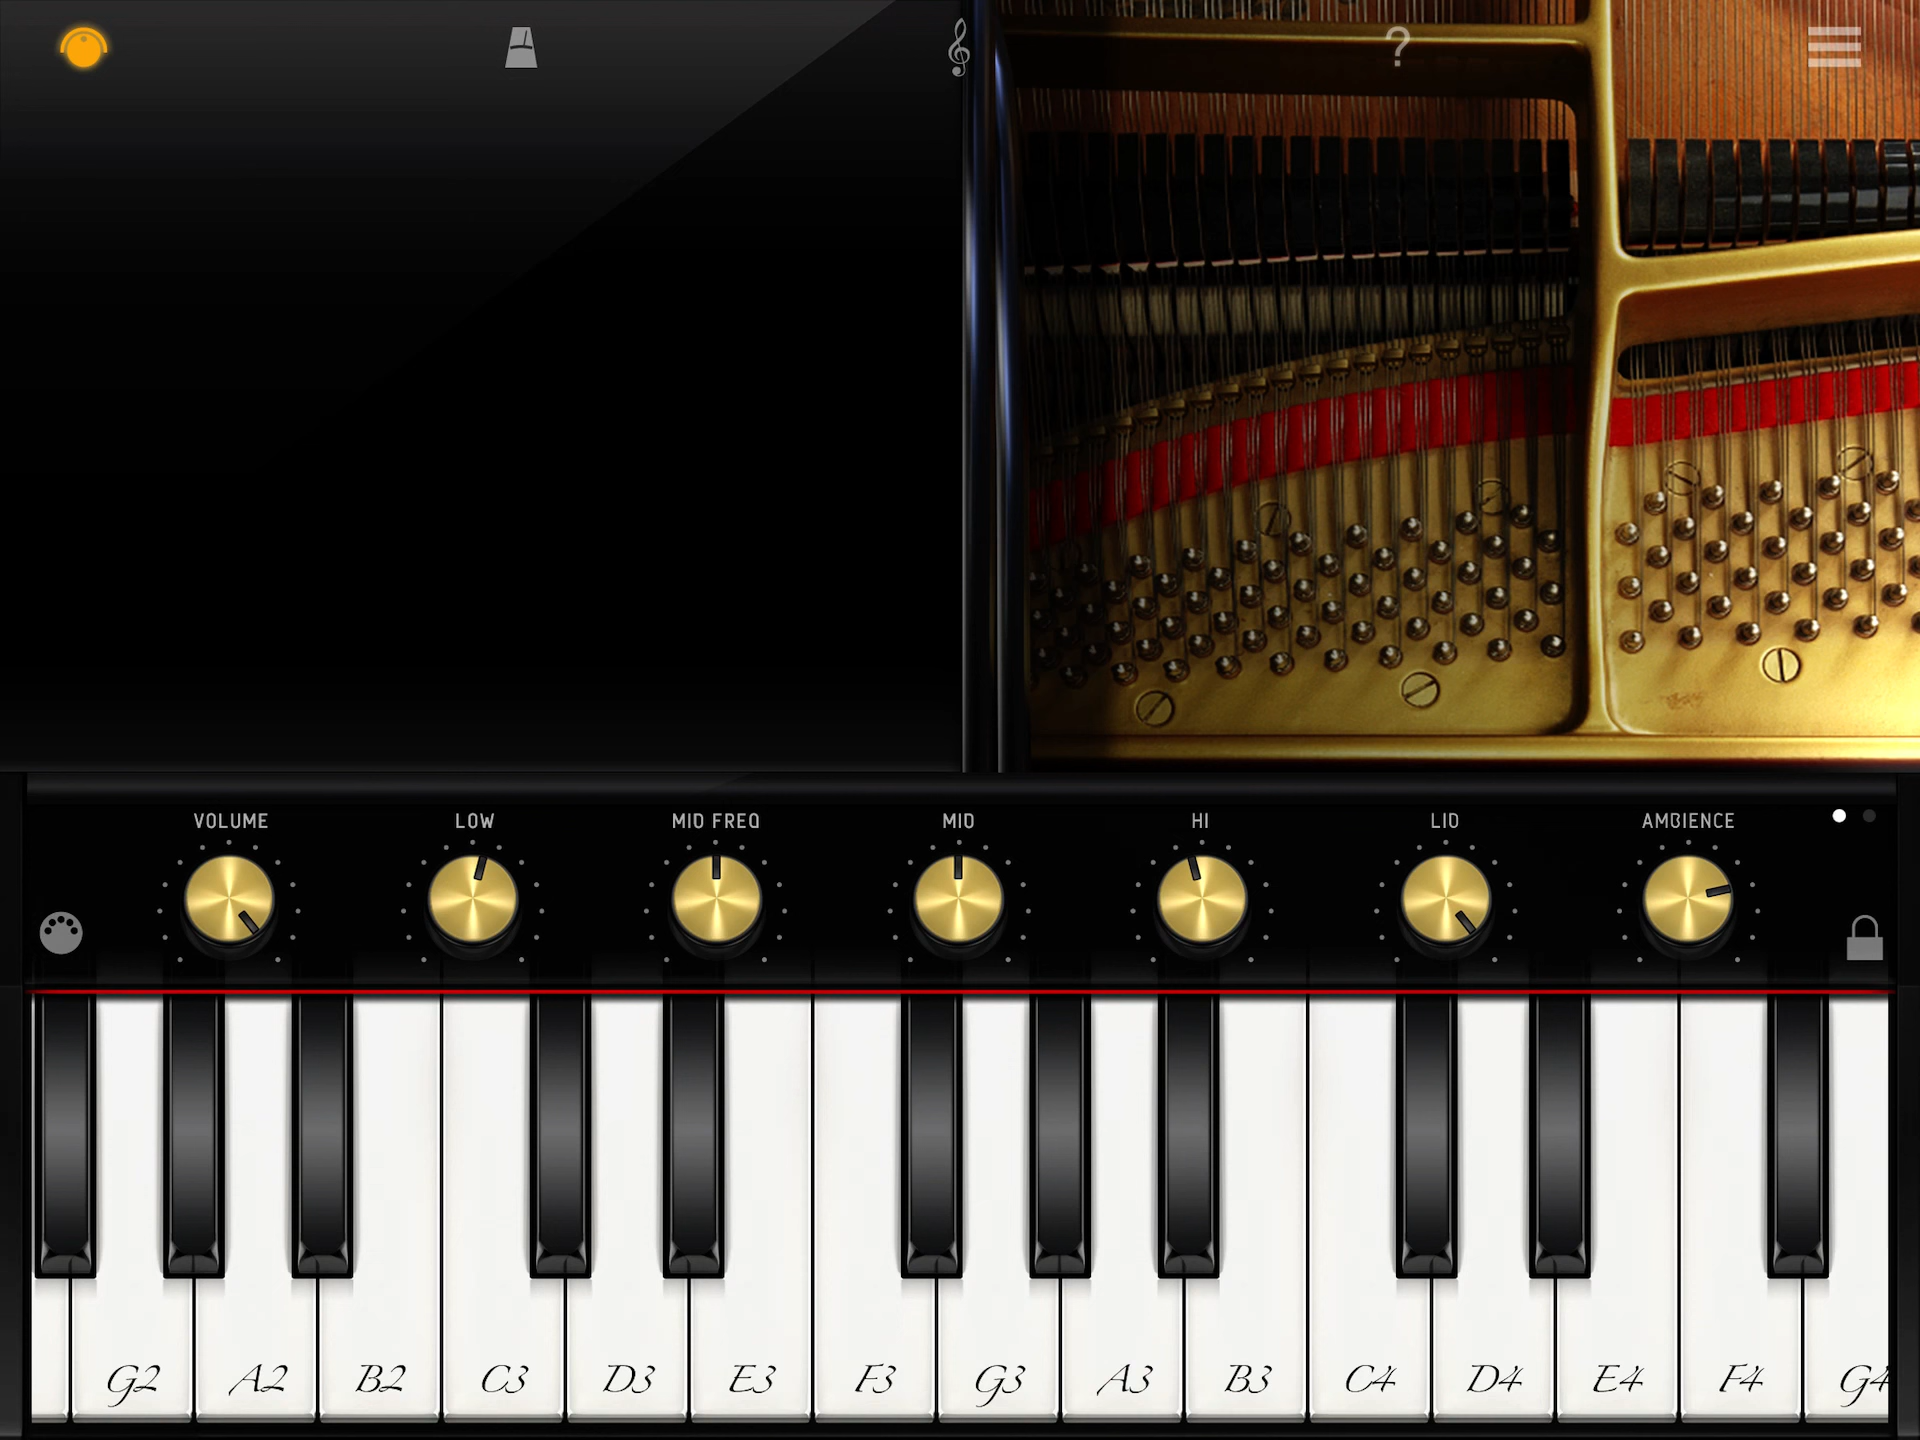 ?
VOLUME LOW MID FREQ MID HI LID AMBIENCE
G2 A2 B2 C3 D3 E3 F3 G3 A3 B3 C4 D4 E4 F4 G4